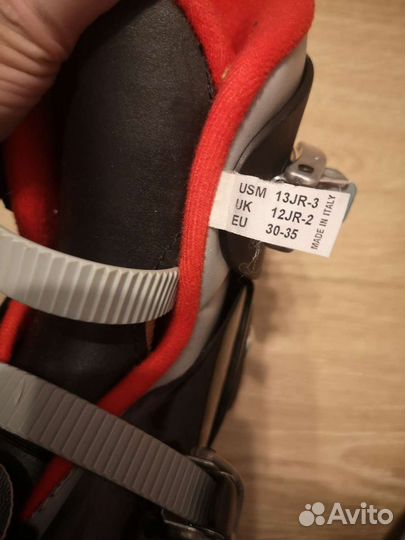 USM 13JR-3
UK 12JR-2
EU 30-35
MADE IN ITALY
Avito